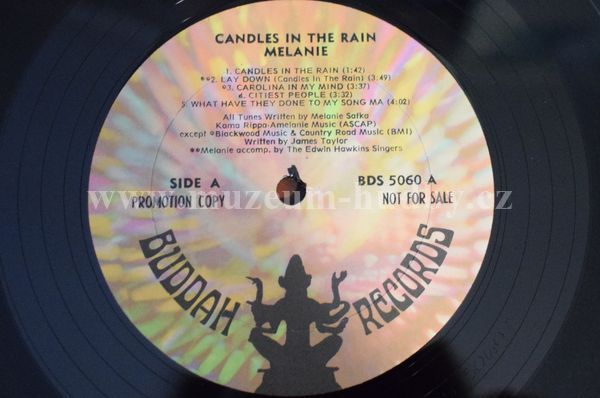 CANDLES IN THE RAIN
MELANIE
1. CANDLES IN THE RAIN (1:42)
**2. LAY DOWN (Candles In The Rain) (3:49)
*3. CAROLINA IN MY MIND (3:37)
4. CITIEST PEOPLE (3:32)
5. WHAT HAVE THEY DONE TO MY SONG MA (4:02)
All Tunes Written by Melanie Safka
Kama Rippa-Amelanie Music (ASCAP)
except *Blackwood Music & Country Road Music (BMI)
Written by James Taylor
**Melanie accomp. by The Edwin Hawkins Singers
SIDE A
BDS 5060 A
www.muzeum-hudby.cz
PROMOTION COPY
NOT FOR SALE
BUDDAH RECORDS